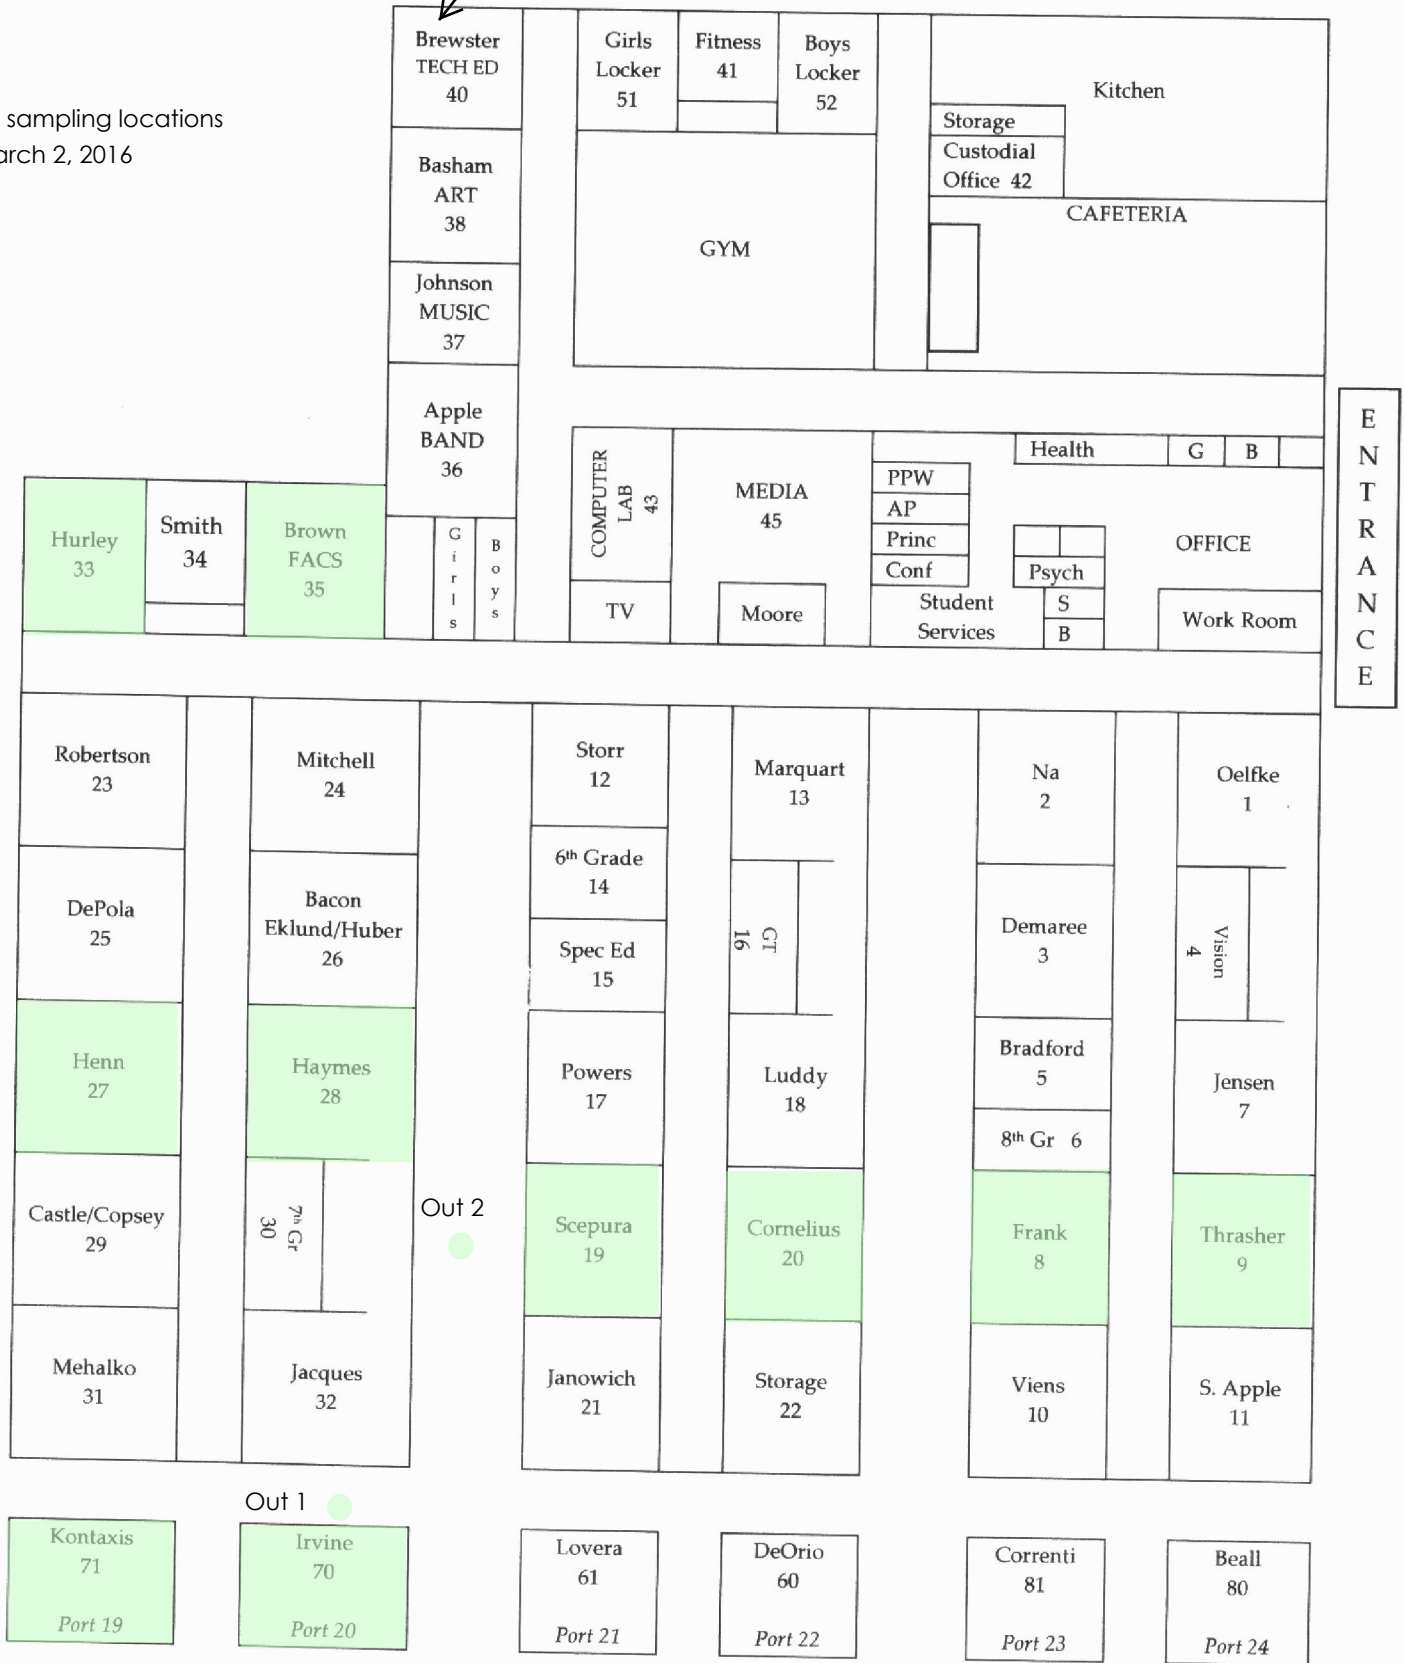 sampling locations
arch 2, 2016
Brewster
TECH ED
40
Basham
ART
38
Johnson
MUSIC
37
Apple
BAND
36
Girls
Locker
51
Fitness
41
Boys
Locker
52
GYM
Kitchen
Storage
Custodial
Office 42
CAFETERIA
ENTRANCE
Hurley
33
Smith
34
Brown
FACS
35
Girls
Boys
COMPUTER
LAB
43
TV
MEDIA
45
Moore
PPW
AP
Princ
Conf
Student
Services
Health
G
B
Psych
S
B
OFFICE
Work Room
Robertson
23
DePola
25
Henn
27
Castle/Copsey
29
Mehalko
31
Mitchell
24
Bacon
Eklund/Huber
26
Haymes
28
7th Gr
30
Jacques
32
Out 2
Storr
12
6th Grade
14
Spec Ed
15
Powers
17
Scepura
19
Janowich
21
Marquart
13
GT
16
Luddy
18
Cornelius
20
Storage
22
Na
2
Demaree
3
Bradford
5
8th Gr 6
Frank
8
Viens
10
Oelfke
1
Vision
4
Jensen
7
Thrasher
9
S. Apple
11
Out 1
Kontaxis
71
Port 19
Irvine
70
Port 20
Lovera
61
Port 21
DeOrio
60
Port 22
Correnti
81
Port 23
Beall
80
Port 24